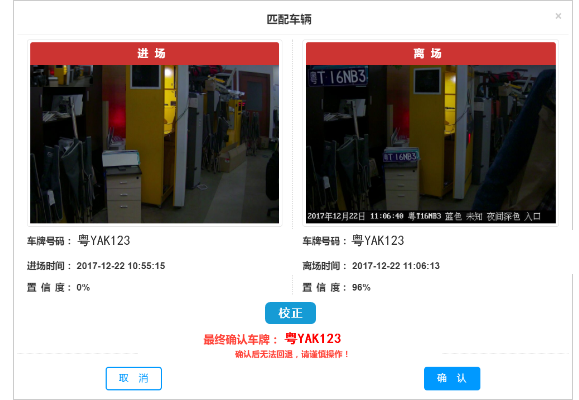 匹配车辆
×
进 场
离 场
粤T 16NB3
粤T 16NB3
2017年12月22日 11:06:40 粤T16NB3 蓝色 未知 夜间深色 入口
车牌号码： 粤YAK123
车牌号码： 粤YAK123
进场时间： 2017-12-22 10:55:15
离场时间： 2017-12-22 11:06:13
置 信 度： 0%
置 信 度： 96%
校正
最终确认车牌： 粤YAK123
确认后无法回退，请谨慎操作！
取 消
确 认